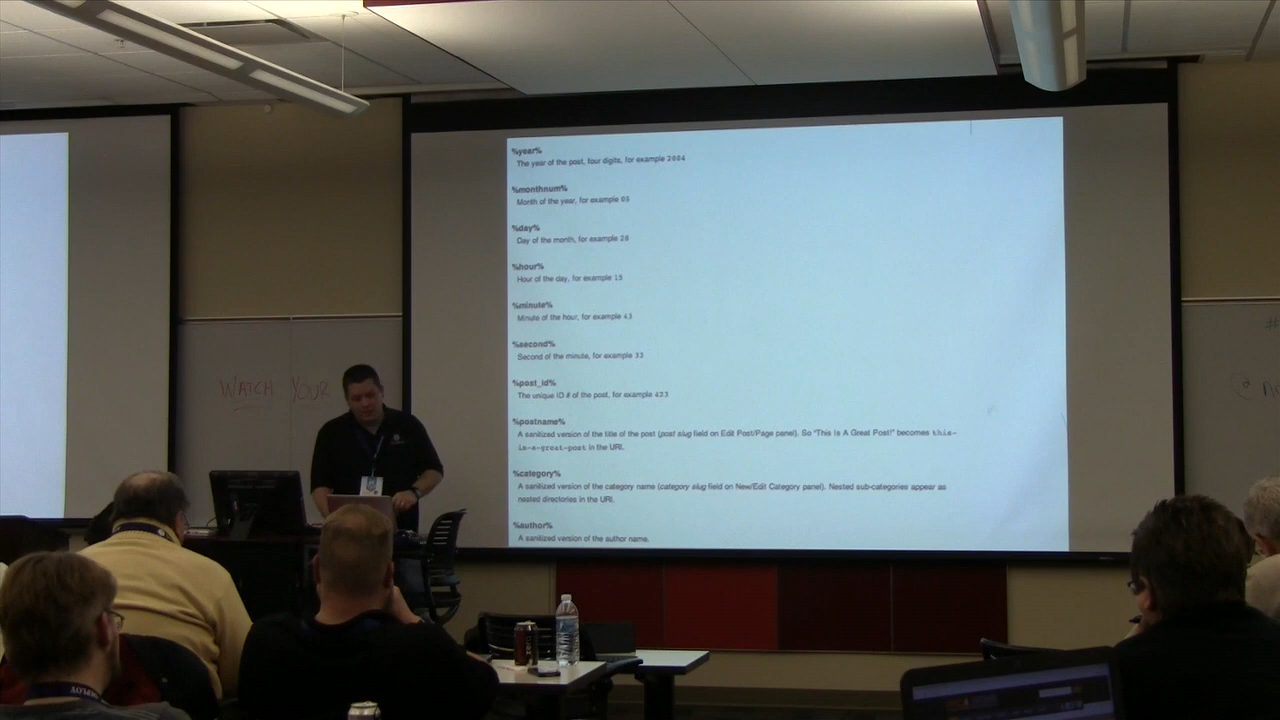 %year%
The year of the post, four digits, for example 2004
%monthnum%
Month of the year, for example 05
%day%
Day of the month, for example 28
%hour%
Hour of the day, for example 15
%minute%
Minute of the hour, for example 43
%second%
Second of the minute, for example 33
%post_id%
The unique ID # of the post, for example 423
%postname%
A sanitized version of the title of the post (post slug field on Edit Post/Page panel). So "This Is A Great Post!" becomes this-
is-a-great-post in the URI.
%category%
A sanitized version of the category name (category slug field on New/Edit Category panel). Nested sub-categories appear as
nested directories in the URI.
%author%
A sanitized version of the author name.
WATCH YOUR